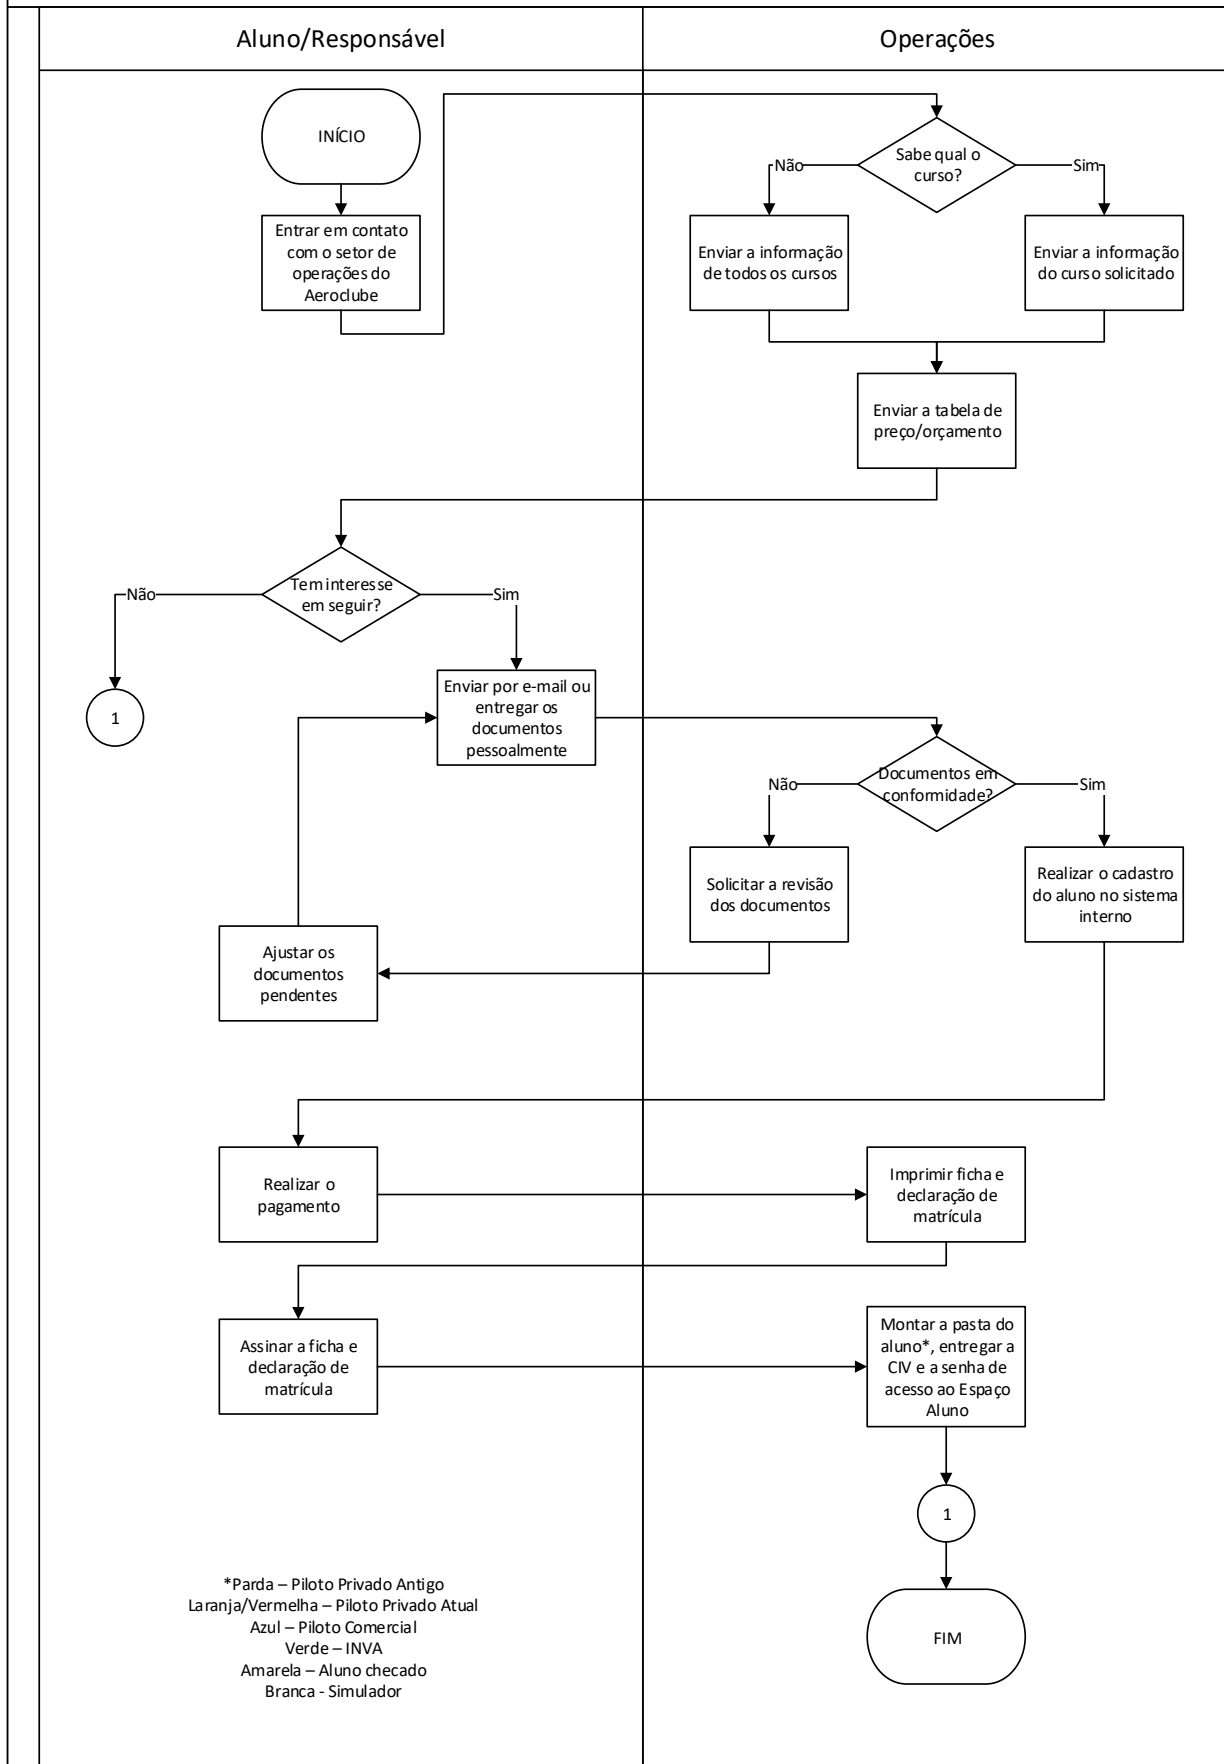 Aluno/Responsável
Operações
INÍCIO
Entrar em contato
com o setor de
operações do
Aeroclube
Sabe qual o
curso?
Não
Sim
Enviar a informação
de todos os cursos
Enviar a informação
do curso solicitado
Enviar a tabela de
preço/orçamento
Tem interesse
em seguir?
Não
Sim
1
Enviar por e-mail ou
entregar os
documentos
pessoalmente
Documentos em
conformidade?
Não
Sim
Solicitar a revisão
dos documentos
Realizar o cadastro
do aluno no sistema
interno
Ajustar os
documentos
pendentes
Realizar o
pagamento
Imprimir ficha e
declaração de
matrícula
Assinar a ficha e
declaração de
matrícula
Montar a pasta do
aluno*, entregar a
CIV e a senha de
acesso ao Espaço
Aluno
1
FIM
*Parda – Piloto Privado Antigo
Laranja/Vermelha – Piloto Privado Atual
Azul – Piloto Comercial
Verde – INVA
Amarela – Aluno checado
Branca - Simulador